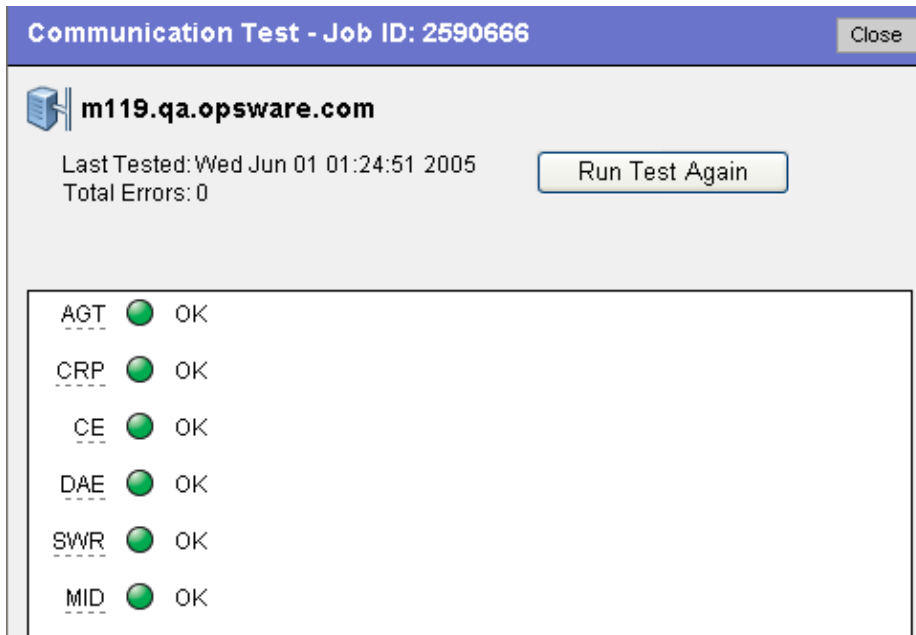 Communication Test - Job ID: 2590666
Close
m119.qa.opsware.com
Last Tested: Wed Jun 01 01:24:51 2005
Run Test Again
Total Errors: 0
AGT OK
CRP OK
CE OK
DAE OK
SWR OK
MID OK